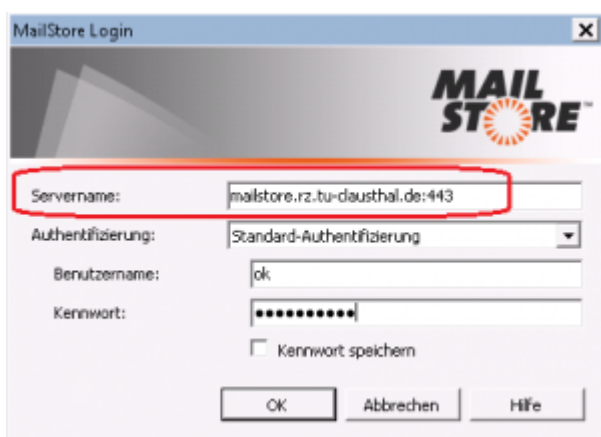 MailStore Login
MAIL
STORE™
Servername: mailstore.rz.tu-clausthal.de:443
Authentifizierung: Standard-Authentifizierung
Benutzername: ok
Kennwort: ●●●●●●●●●●
Kennwort speichern
OK Abbrechen Hilfe